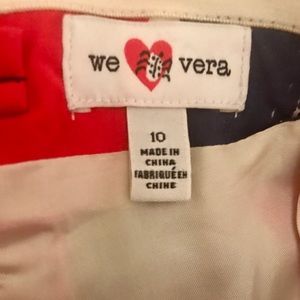 we vera
10
MADE IN
CHINA
FABRIQUÉ EN
CHINE